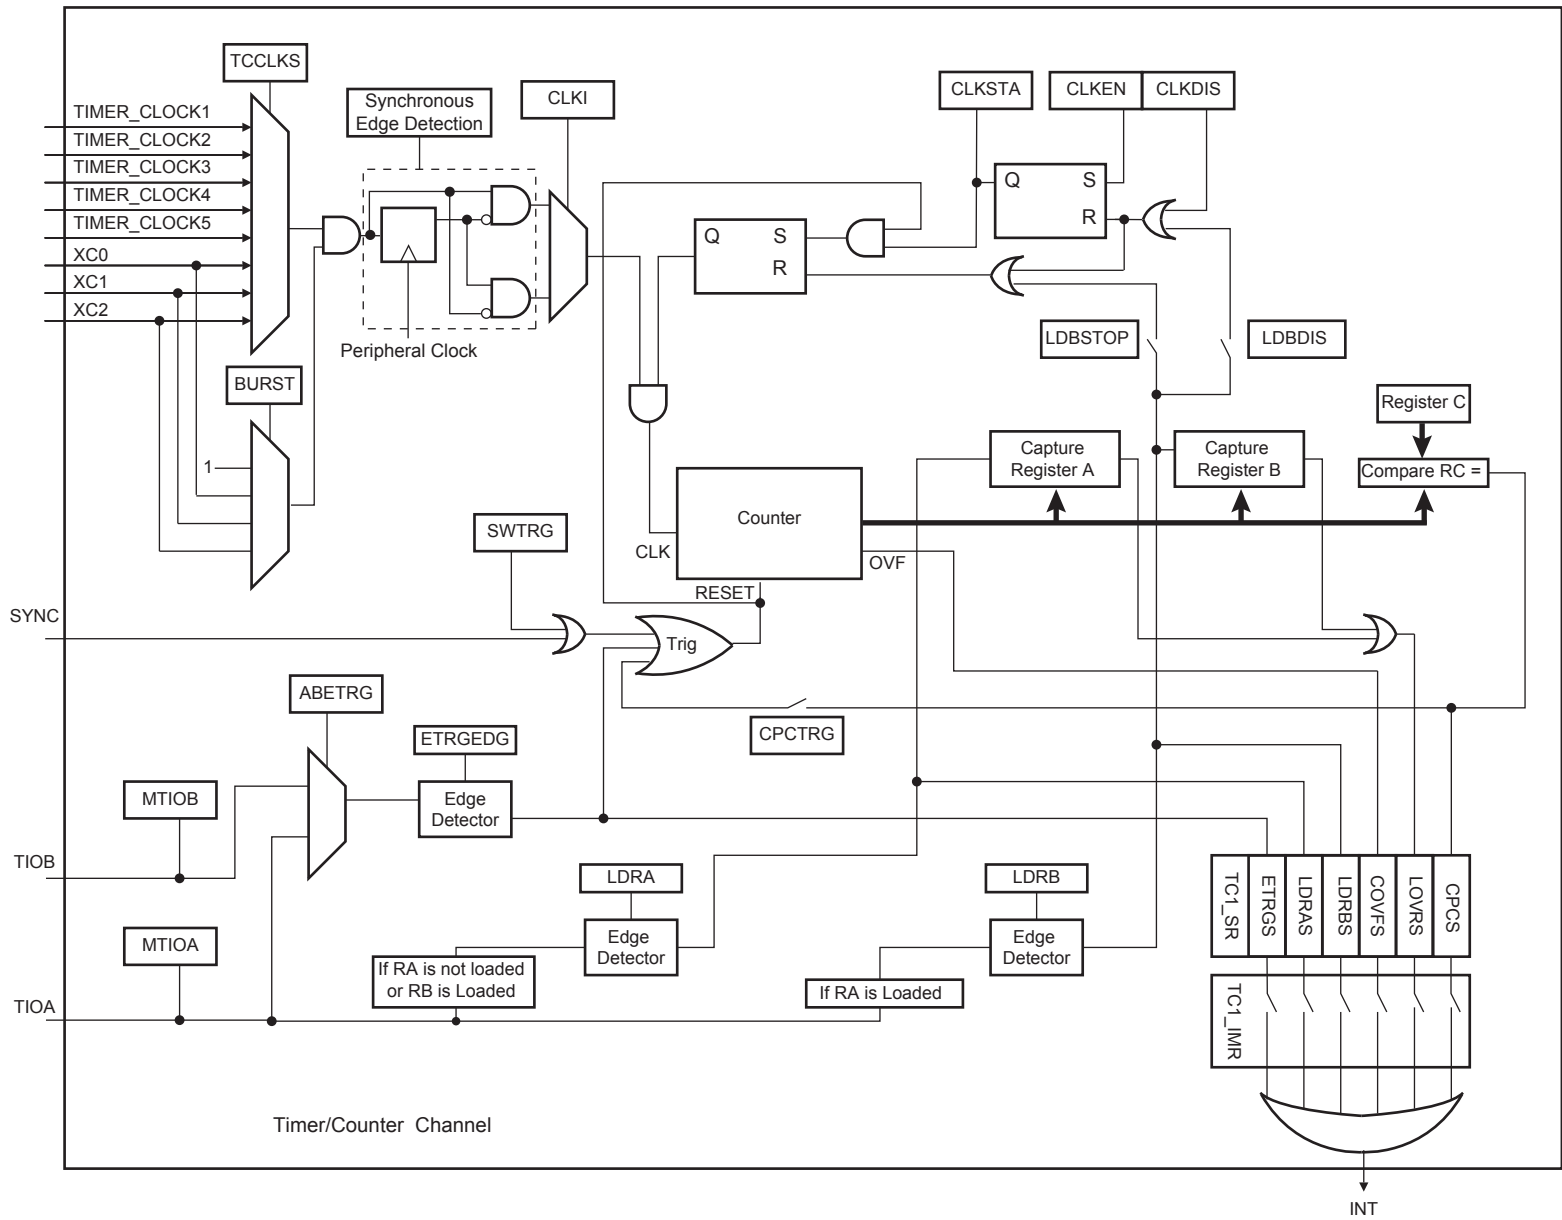 TCCLKS
TIMER_CLOCK1
TIMER_CLOCK2
TIMER_CLOCK3
TIMER_CLOCK4
TIMER_CLOCK5
XC0
XC1
XC2
Synchronous
Edge Detection
CLKI
Peripheral Clock
BURST
1
CLKSTA
CLKEN
CLKDIS
Q
S
R
Q
S
R
LDBSTOP
LDBDIS
Register C
Capture
Register A
Capture
Register B
Compare RC =
Counter
CLK
OVF
RESET
SWTRG
SYNC
Trig
CPCTRG
ABETRG
ETRGEDG
MTIOB
Edge
Detector
TIOB
LDRA
LDRB
MTIOA
Edge
Detector
Edge
Detector
If RA is not loaded
or RB is Loaded
If RA is Loaded
TIOA
TC1_SR
ETRGS
LDRAS
LDRBS
COVFS
LOVRS
CPCS
TC1_IMR
Timer/Counter Channel
INT